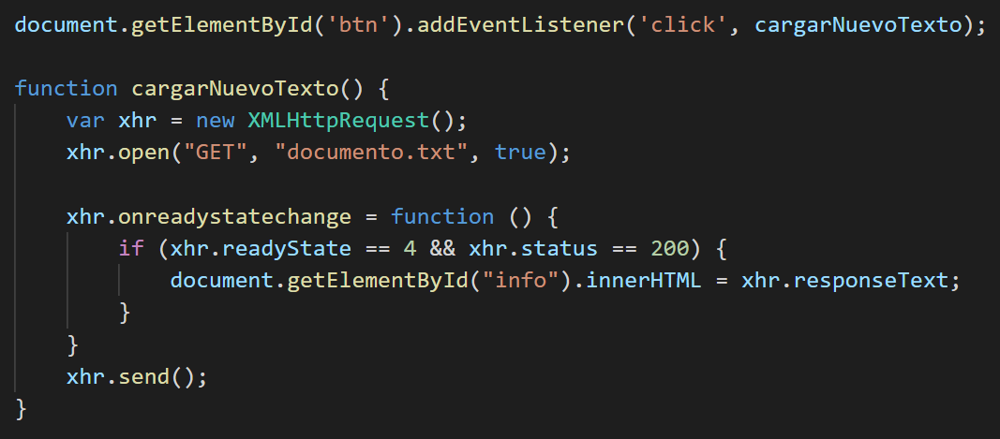 document.getElementById('btn').addEventListener('click', cargarNuevoTexto);

function cargarNuevoTexto() {
    var xhr = new XMLHttpRequest();
    xhr.open("GET", "documento.txt", true);

    xhr.onreadystatechange = function () {
        if (xhr.readyState == 4 && xhr.status == 200) {
            document.getElementById("info").innerHTML = xhr.responseText;
        }
    }
    xhr.send();
}